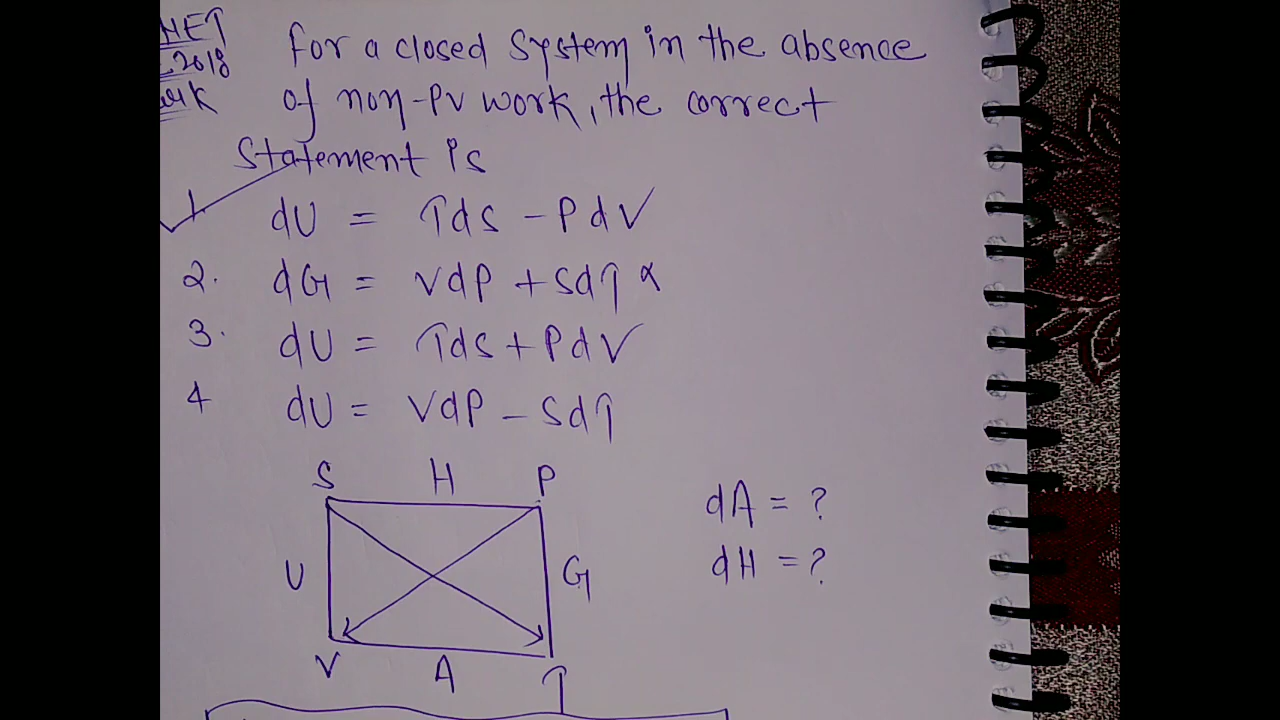 NET
2018
for a closed system in the absence
of non-PV work, the correct
statement is
1 dU = Tds - PdV
2. dG = VdP + SdT x
3. dU = Tds + PdV
4 dU = VdP - SdT
S H P
dA = ?
dH = ?
U G
V A T